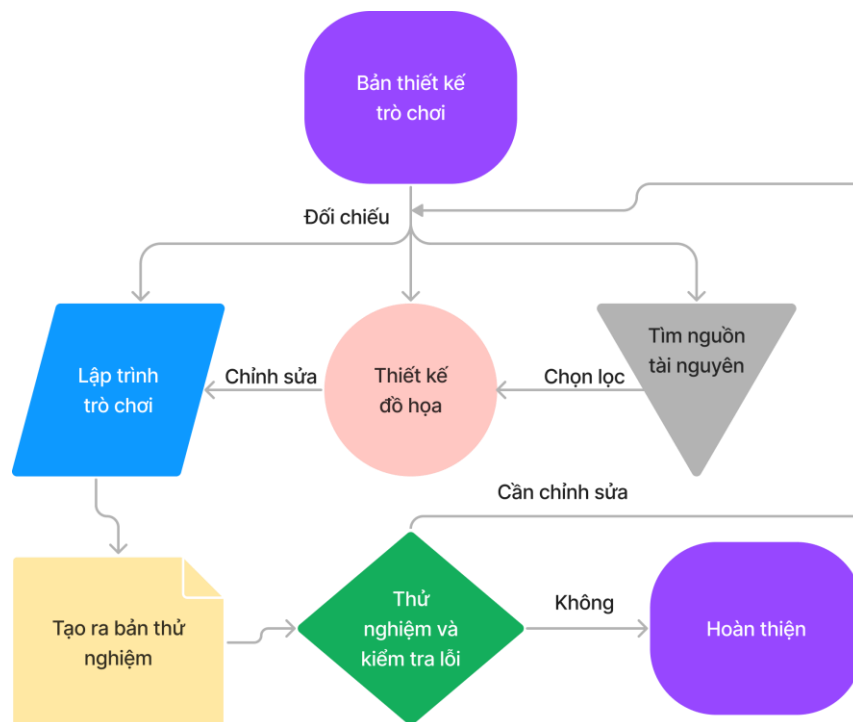 Bản thiết kế
trò chơi
Đối chiếu
Lập trình
trò chơi
Chỉnh sửa
Thiết kế
đồ họa
Chọn lọc
Tìm nguồn
tài nguyên
Cần chỉnh sửa
Tạo ra bản thử
nghiệm
Thử
nghiệm và
kiểm tra lỗi
Không
Hoàn thiện